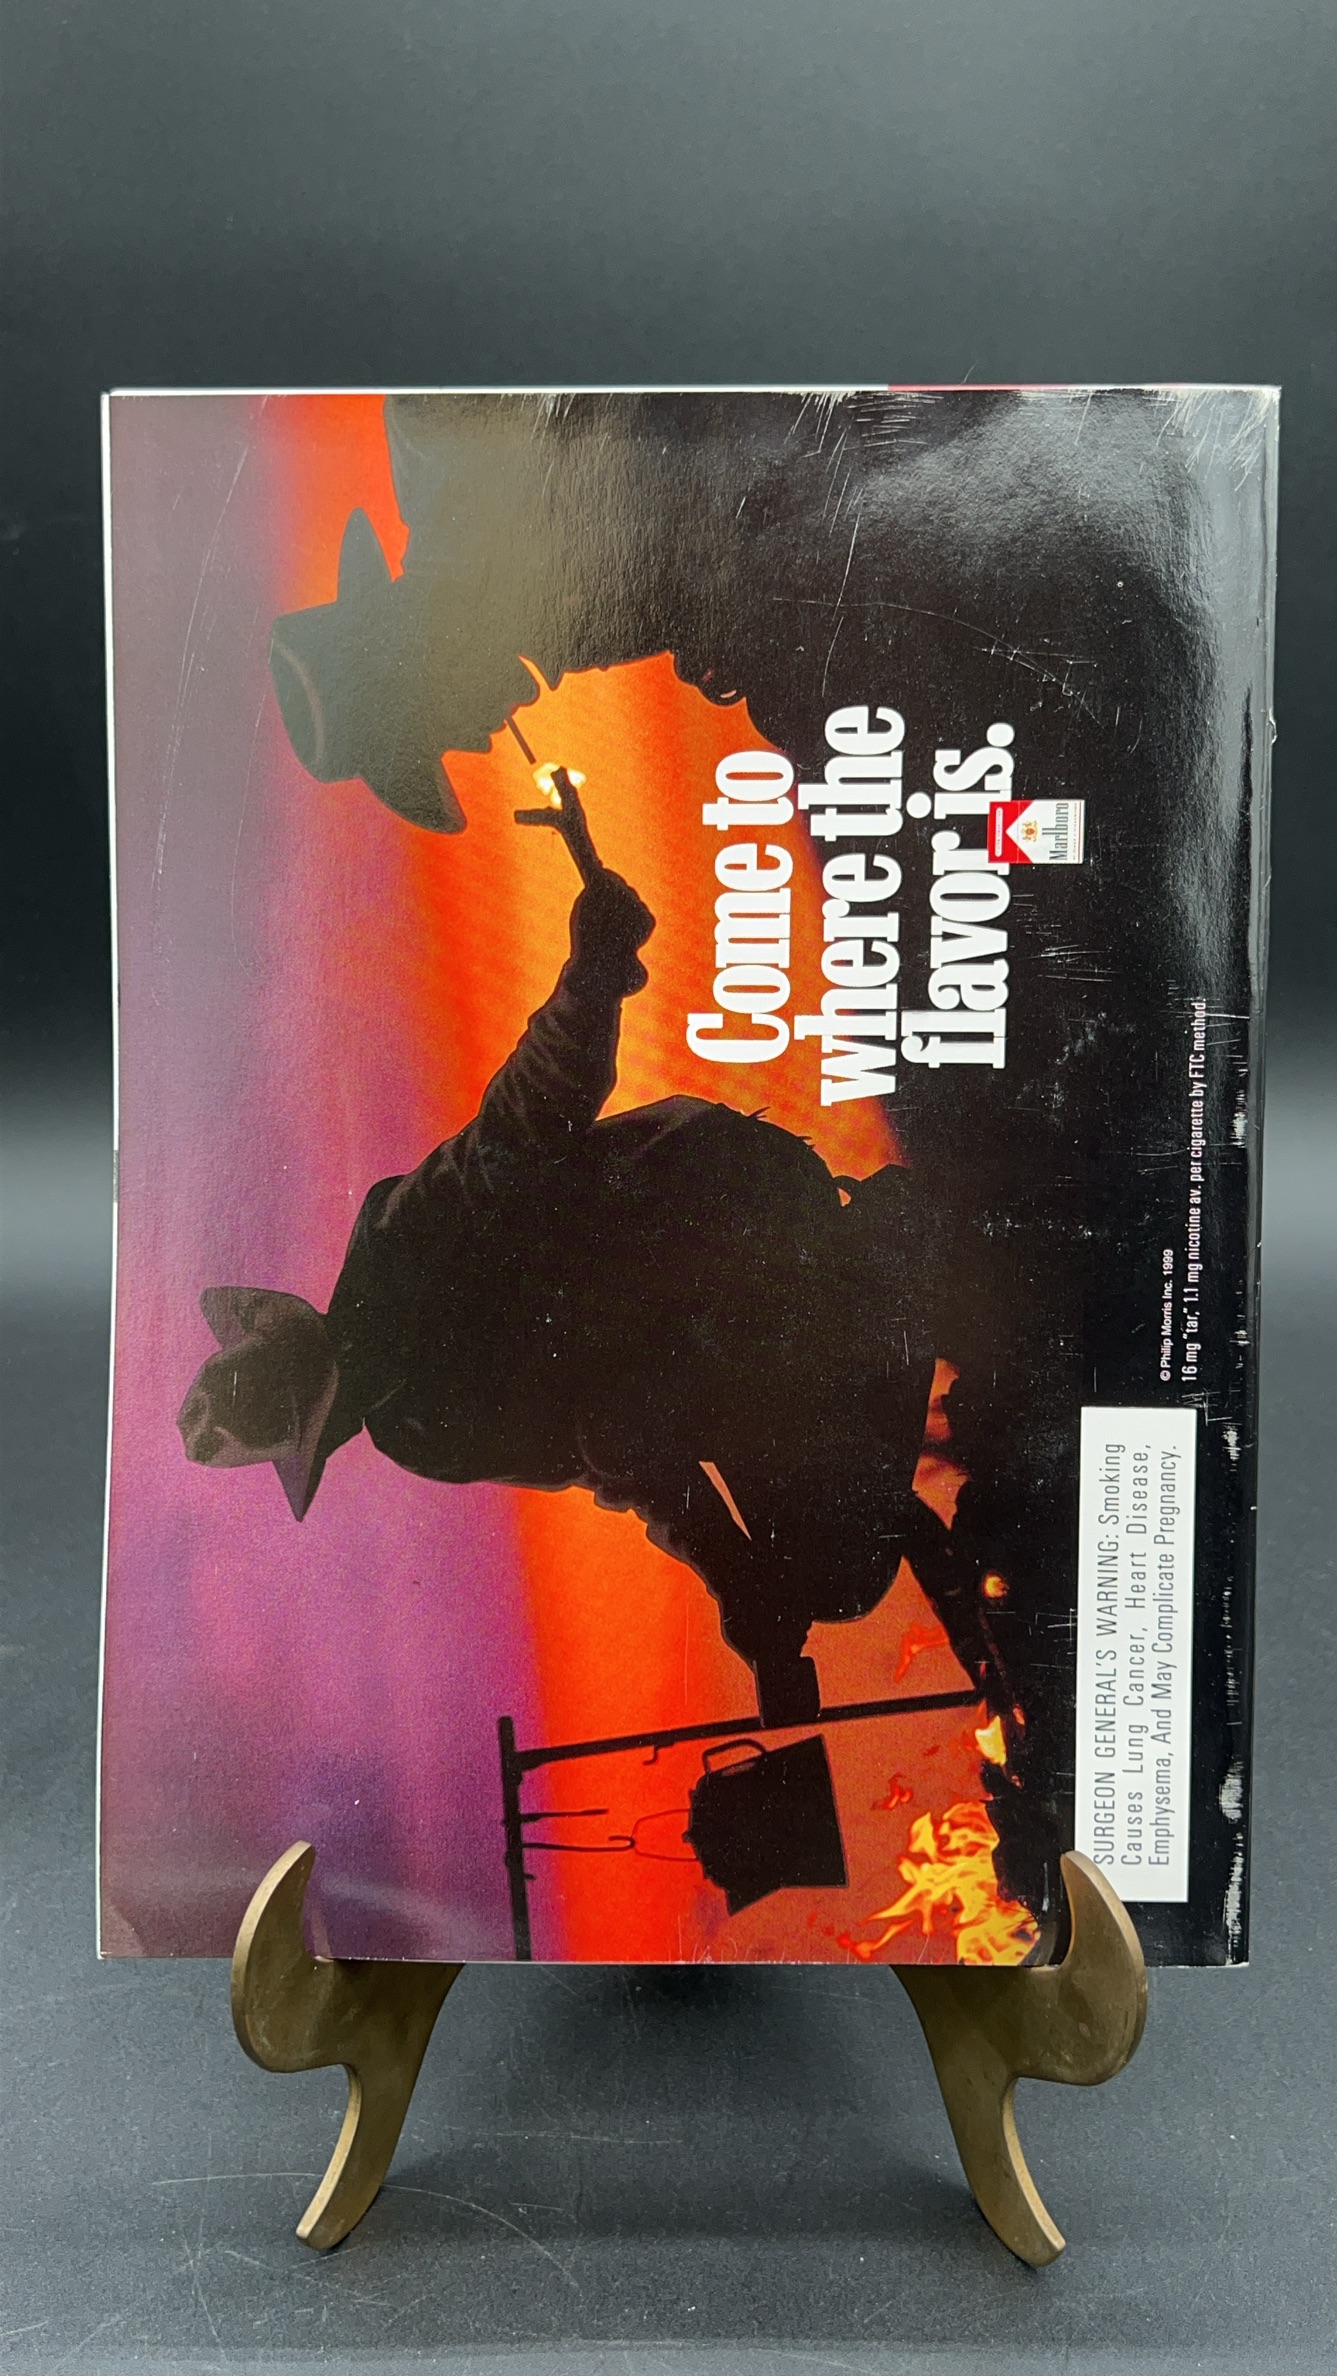 Come to
where the
flavor is.
Marlboro
© Philip Morris Inc. 1999
16 mg "tar," 1.1 mg nicotine av. per cigarette by FTC method.
SURGEON GENERAL'S WARNING: Smoking
Causes Lung Cancer, Heart Disease,
Emphysema, And May Complicate Pregnancy.